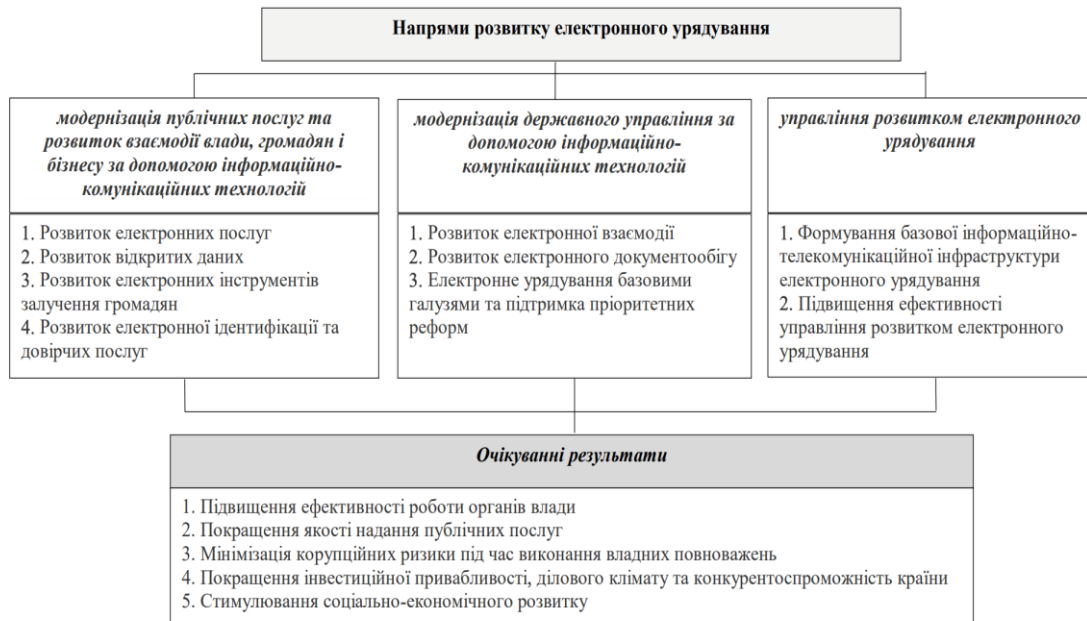 Напрями розвитку електронного урядування
модернізація публічних послуг та
розвиток взаємодії влади, громадян і
бізнесу за допомогою інформаційно-
комунікаційних технологій
1. Розвиток електронних послуг
2. Розвиток відкритих даних
3. Розвиток електронних інструментів
залучення громадян
4. Розвиток електронної ідентифікації та
довірчих послуг
модернізація державного управління за
допомогою інформаційно-
комунікаційних технологій
1. Розвиток електронної взаємодії
2. Розвиток електронного документообігу
3. Електронне урядування базовими
галузями та підтримка пріоритетних
реформ
управління розвитком електронного
урядування
1. Формування базової інформаційно-
телекомунікаційної інфраструктури
електронного урядування
2. Підвищення ефективності
управління розвитком електронного
урядування
Очікуванні результати
1. Підвищення ефективності роботи органів влади
2. Покращення якості надання публічних послуг
3. Мінімізація корупційних ризики під час виконання владних повноважень
4. Покращення інвестиційної привабливості, ділового клімату та конкурентоспроможність країни
5. Стимулювання соціально-економічного розвитку